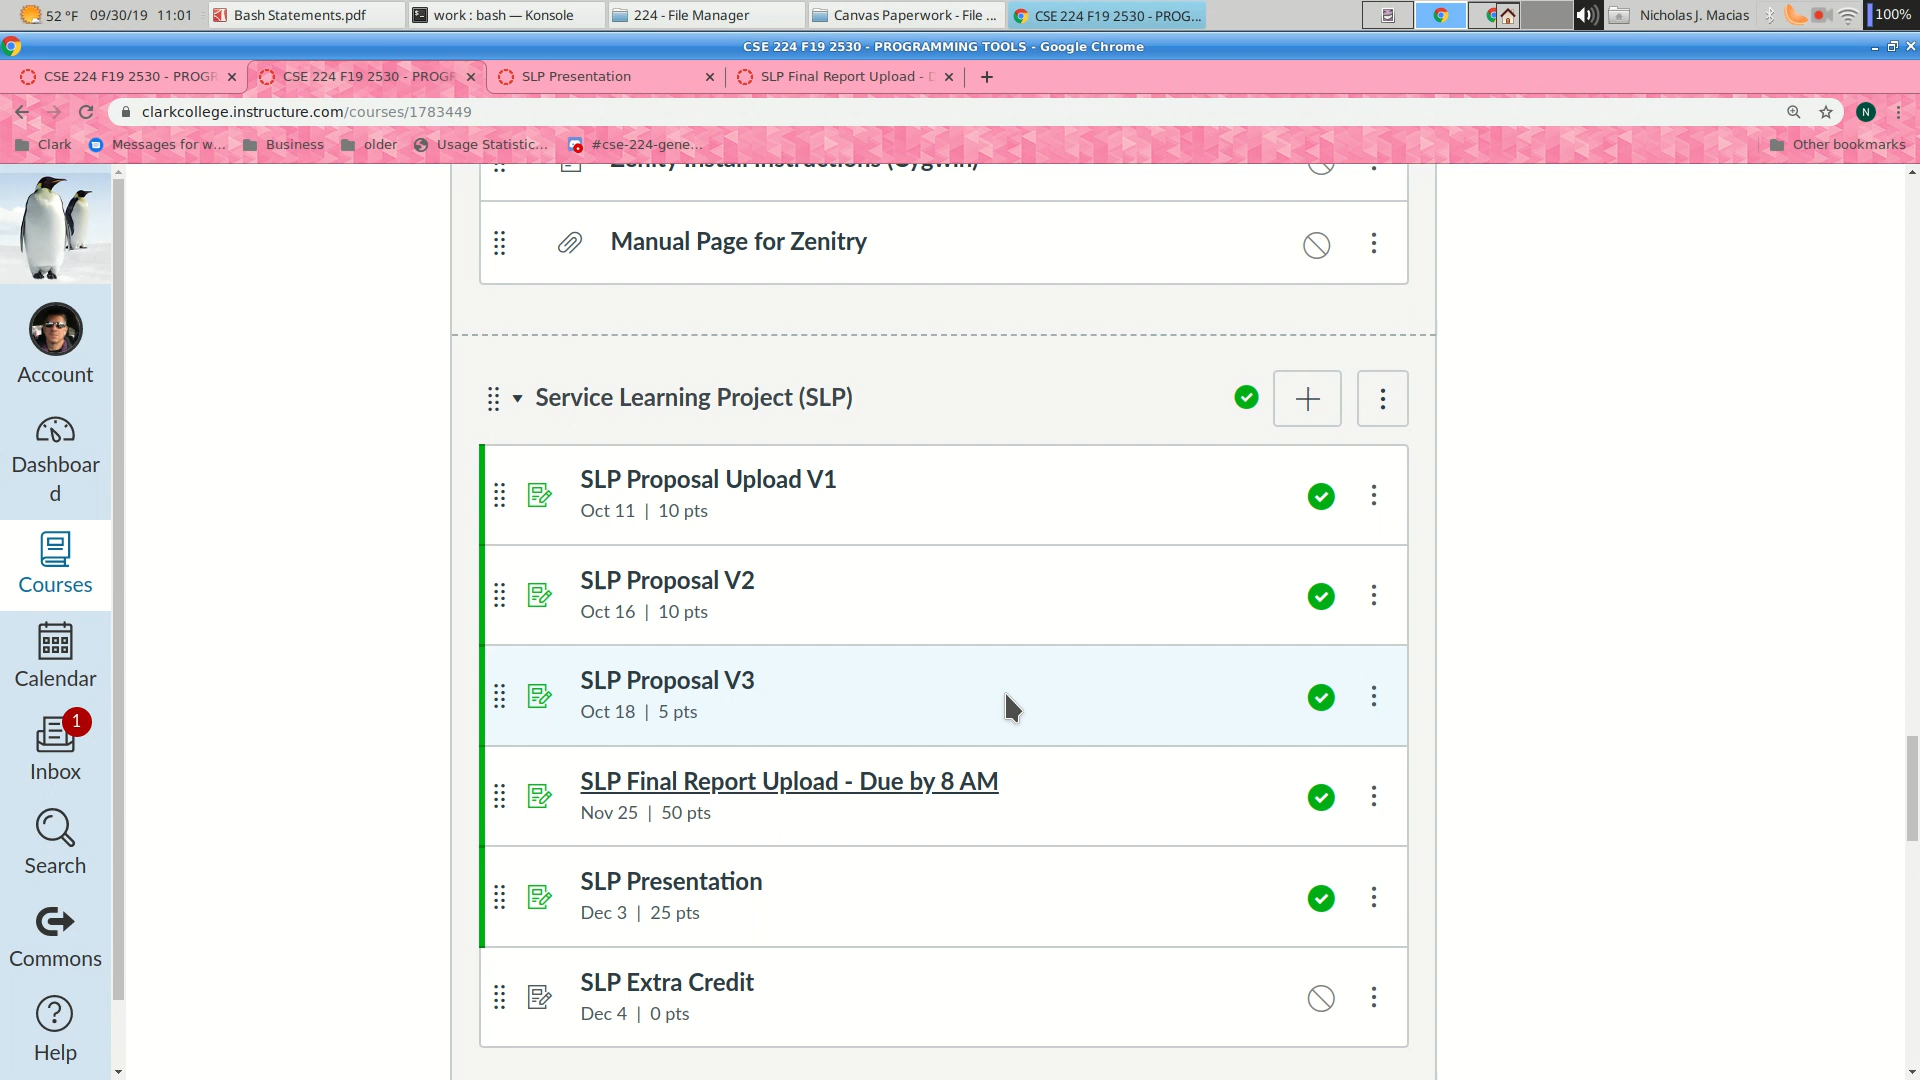 52 °F 09/30/19 11:01 Bash Statements.pdf work : bash — Konsole 224 - File Manager Canvas Paperwork - File ... CSE 224 F19 2530 - PROG... Nicholas J. Macias 100%
CSE 224 F19 2530 - PROGRAMMING TOOLS - Google Chrome
CSE 224 F19 2530 - PROGR CSE 224 F19 2530 - PROGR SLP Presentation SLP Final Report Upload -
clarkcollege.instructure.com/courses/1783449 N
Clark Messages for w... Business older Usage Statistic... #cse-224-gene... Other bookmarks
Zenity Install Instructions (Cygwin)
Manual Page for Zenitry
Account
Dashboar
d
Courses
Calendar
1
Inbox
Search
Commons
Help
Service Learning Project (SLP)
SLP Proposal Upload V1
Oct 11 | 10 pts
SLP Proposal V2
Oct 16 | 10 pts
SLP Proposal V3
Oct 18 | 5 pts
SLP Final Report Upload - Due by 8 AM
Nov 25 | 50 pts
SLP Presentation
Dec 3 | 25 pts
SLP Extra Credit
Dec 4 | 0 pts